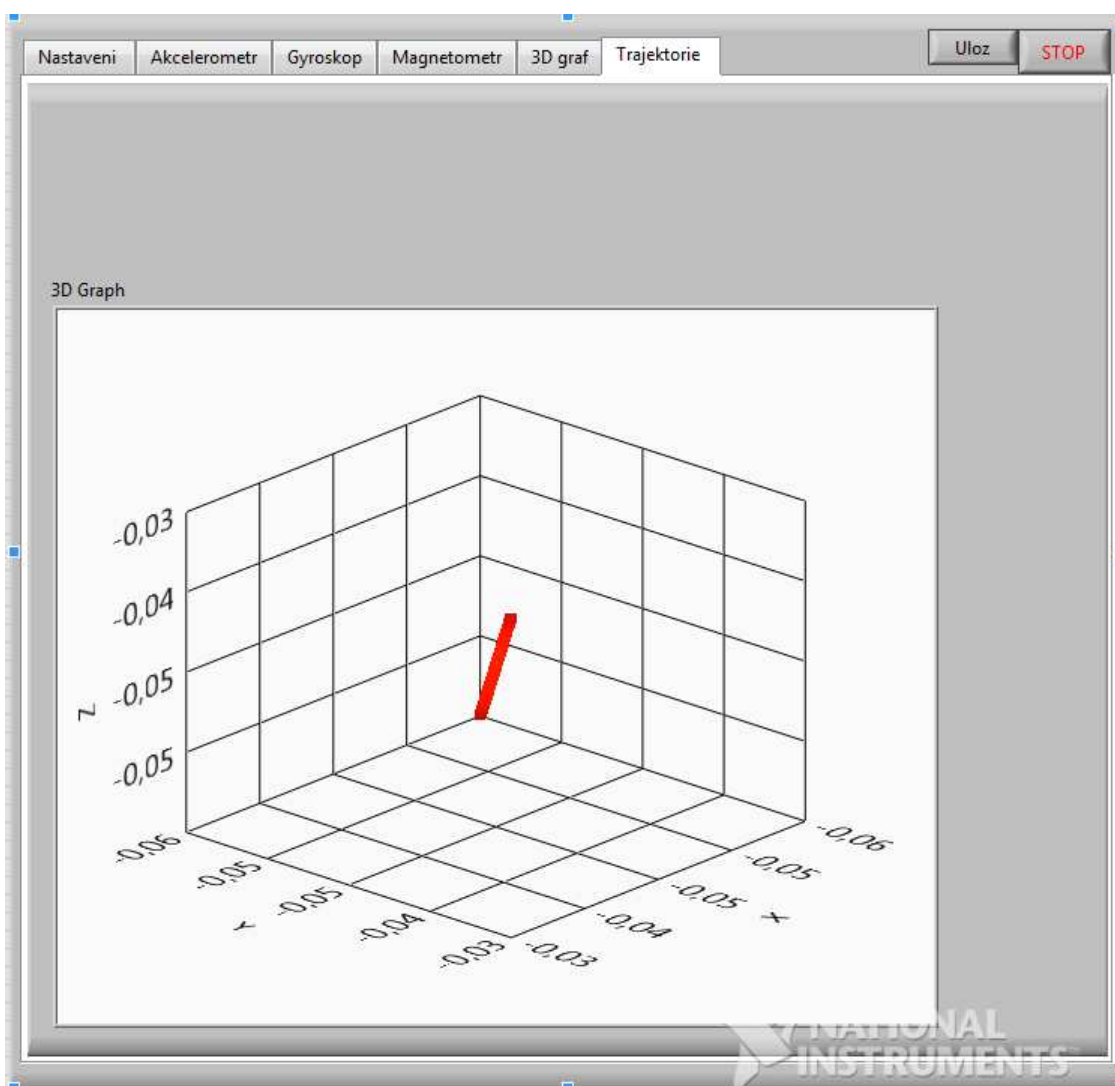 Nastaveni Akcelerometr Gyroskop Magnetometr 3D graf Trajektorie Uloz STOP
3D Graph
-0,03
-0,04
Z -0,05
-0,05
-0,06 -0,06
-0,05 -0,05
Y -0,05 -0,05 X
-0,04 -0,04
-0,03 -0,03
NATIONAL
INSTRUMENTS